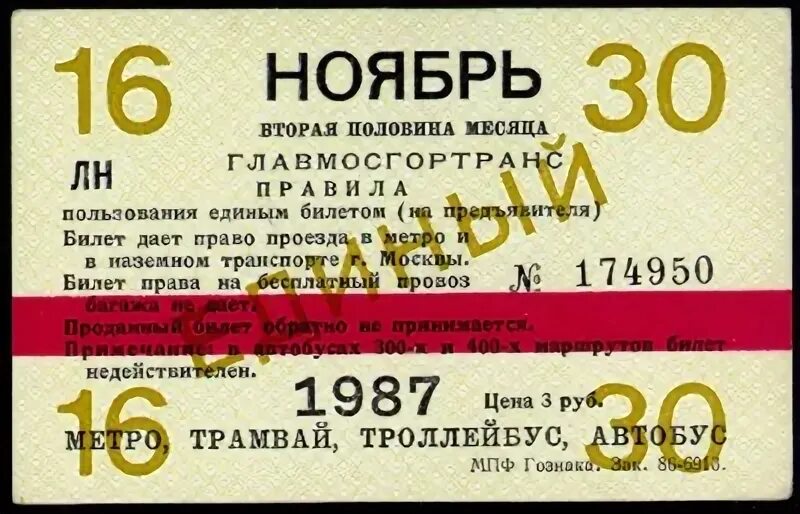 16 НОЯБРЬ 30
ВТОРАЯ ПОЛОВИНА МЕСЯЦА
ЛН
ГЛАВМОСГОРТРАНС
ПРАВИЛА
пользования единым билетом (на предъявителя)
Билет дает право проезда в метро и
в наземном транспорте г. Москвы.
№ 174950
Билет права на бесплатный провоз
багажа не дает.
Проданный билет обратно не принимается.
Примечание: в автобусах 300-х и 400-х маршрутов билет
недействителен.
ЕДИНЫЙ
16 1987 Цена 3 руб. 30
МЕТРО, ТРАМВАЙ, ТРОЛЛЕЙБУС, АВТОБУС
МПФ Гознака. Зак. 86-6910.